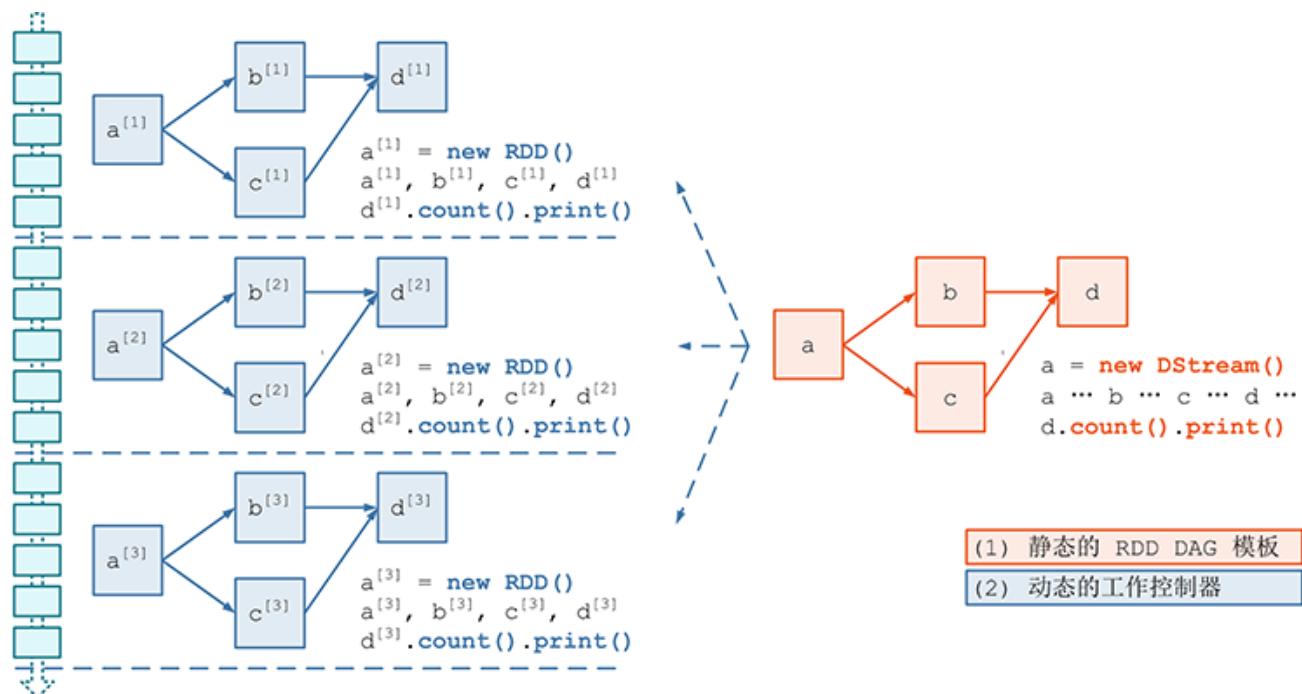 b[1]
d[1]
a[1]
c[1]
a[1] = new RDD()
a[1], b[1], c[1], d[1]
d[1].count().print()
b[2]
d[2]
a[2]
c[2]
a[2] = new RDD()
a[2], b[2], c[2], d[2]
d[2].count().print()
b[3]
d[3]
a[3]
c[3]
a[3] = new RDD()
a[3], b[3], c[3], d[3]
d[3].count().print()
b
d
a
c
a = new DStream()
a … b … c … d …
d.count().print()
(1) 静态的 RDD DAG 模板
(2) 动态的工作控制器